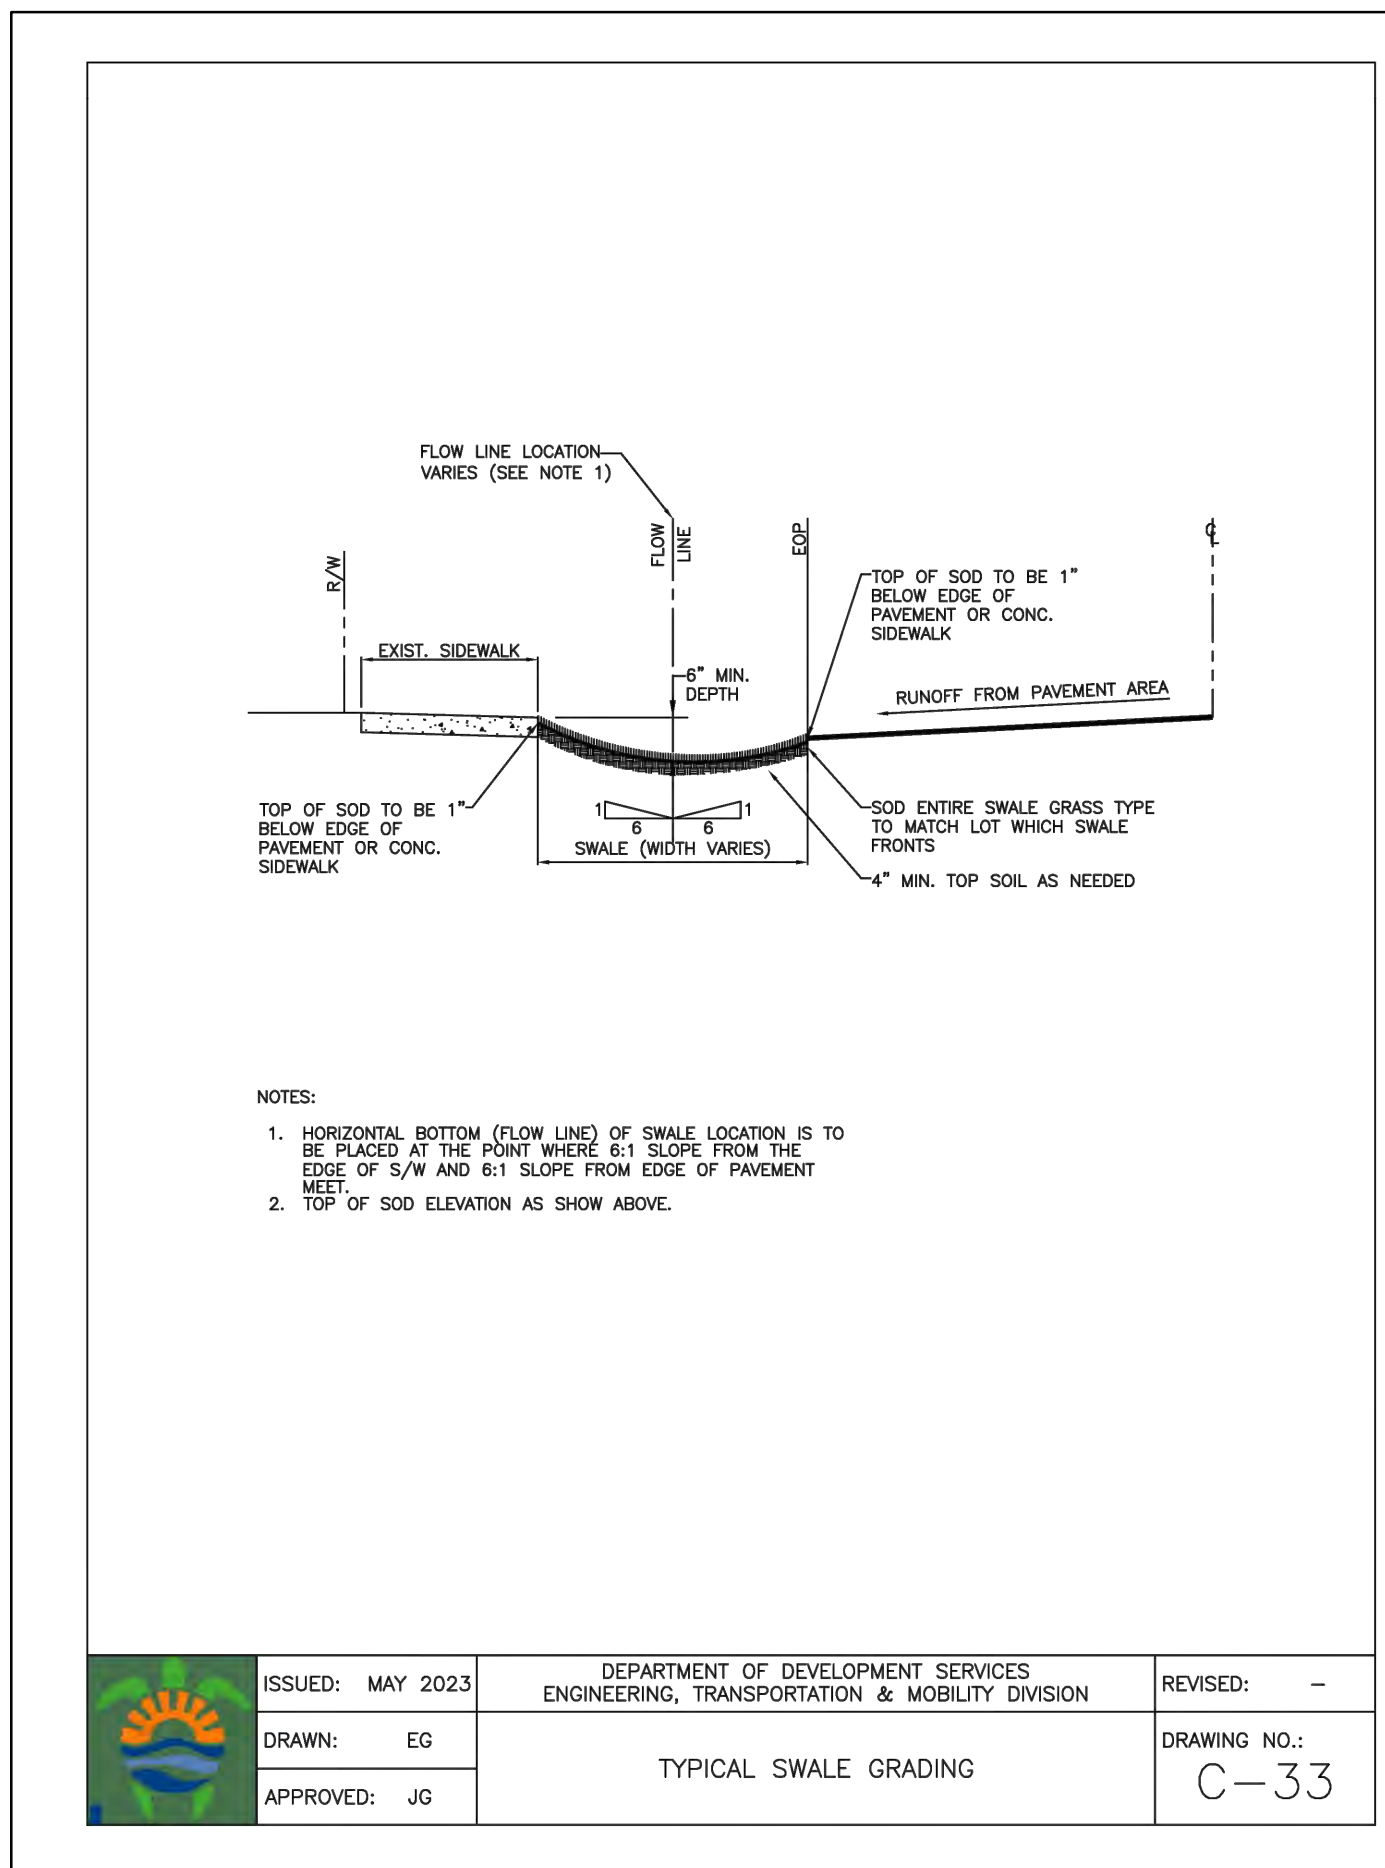 FLOW LINE LOCATION
VARIES (SEE NOTE 1)
R/W
FLOW
LINE
EOP
℄
TOP OF SOD TO BE 1"
BELOW EDGE OF
PAVEMENT OR CONC.
SIDEWALK
EXIST. SIDEWALK
6" MIN.
DEPTH
RUNOFF FROM PAVEMENT AREA
TOP OF SOD TO BE 1"
BELOW EDGE OF
PAVEMENT OR CONC.
SIDEWALK
1 1
6 6
SWALE (WIDTH VARIES)
SOD ENTIRE SWALE GRASS TYPE
TO MATCH LOT WHICH SWALE
FRONTS
4" MIN. TOP SOIL AS NEEDED
NOTES:
1. HORIZONTAL BOTTOM (FLOW LINE) OF SWALE LOCATION IS TO
BE PLACED AT THE POINT WHERE 6:1 SLOPE FROM THE
EDGE OF S/W AND 6:1 SLOPE FROM EDGE OF PAVEMENT
MEET.
2. TOP OF SOD ELEVATION AS SHOW ABOVE.
ISSUED: MAY 2023
DRAWN: EG
APPROVED: JG
DEPARTMENT OF DEVELOPMENT SERVICES
ENGINEERING, TRANSPORTATION & MOBILITY DIVISION
TYPICAL SWALE GRADING
REVISED: –
DRAWING NO.:
C-33